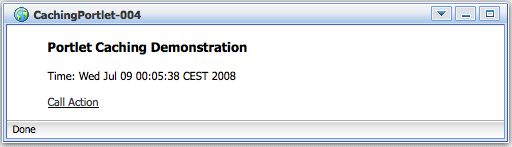 CachingPortlet-004
Portlet Caching Demonstration
Time: Wed Jul 09 00:05:38 CEST 2008
Call Action
Done